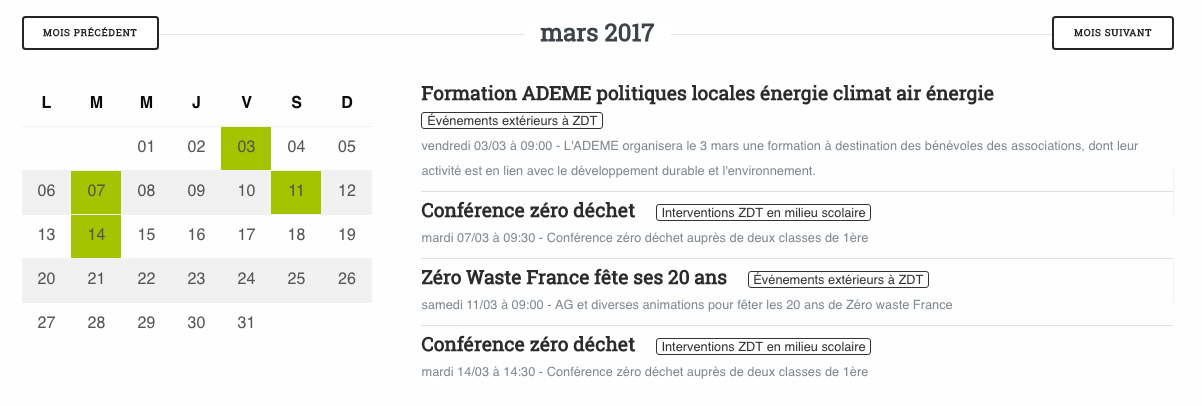 MOIS PRÉCÉDENT
mars 2017
MOIS SUIVANT
L M M J V S D
01 02 03 04 05
06 07 08 09 10 11 12
13 14 15 16 17 18 19
20 21 22 23 24 25 26
27 28 29 30 31
Formation ADEME politiques locales énergie climat air énergie
Événements extérieurs à ZDT
vendredi 03/03 à 09:00 - L'ADEME organisera le 3 mars une formation à destination des bénévoles des associations, dont leur
activité est en lien avec le développement durable et l'environnement.
Conférence zéro déchet Interventions ZDT en milieu scolaire
mardi 07/03 à 09:30 - Conférence zéro déchet auprès de deux classes de 1ère
Zéro Waste France fête ses 20 ans Événements extérieurs à ZDT
samedi 11/03 à 09:00 - AG et diverses animations pour fêter les 20 ans de Zéro waste France
Conférence zéro déchet Interventions ZDT en milieu scolaire
mardi 14/03 à 14:30 - Conférence zéro déchet auprès de deux classes de 1ère